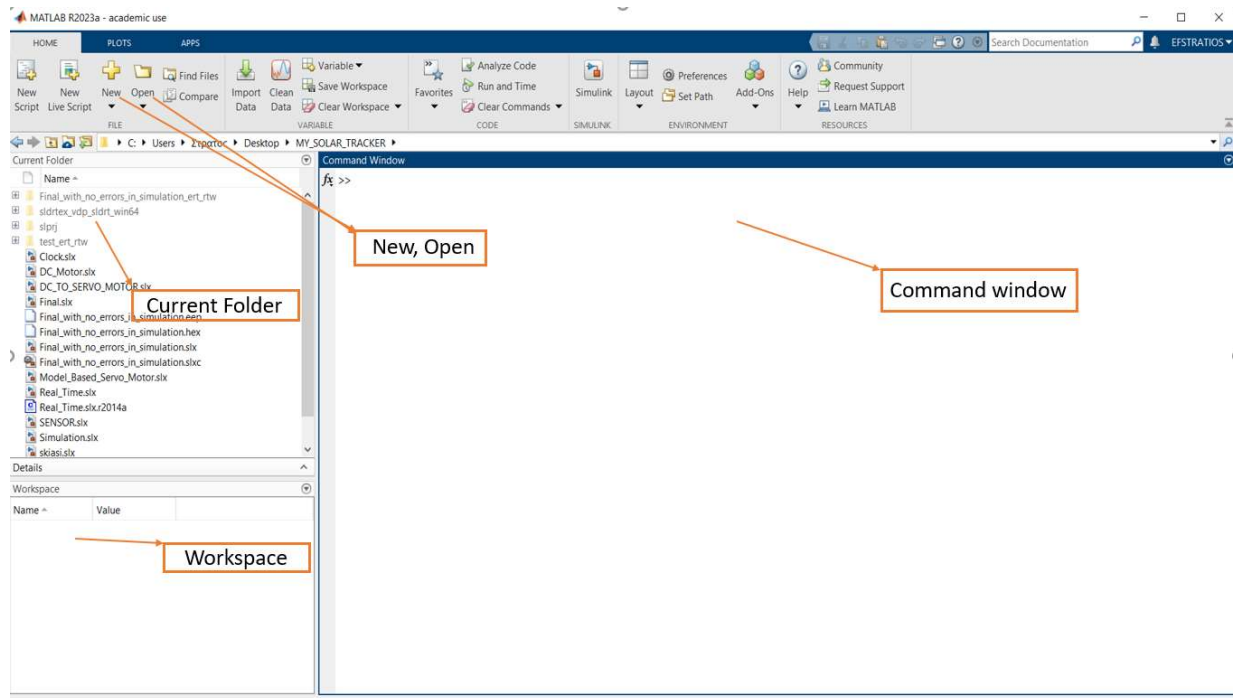 MATLAB R2023a - academic use
HOME PLOTS APPS
Search Documentation
EFSTRATIOS
New Script
New Live Script
New
Open
Find Files
Compare
FILE
Import Data
Clean Data
Variable
Save Workspace
Clear Workspace
VARIABLE
Favorites
Analyze Code
Run and Time
Clear Commands
CODE
Simulink
SIMULINK
Layout
Preferences
Set Path
Add-Ons
ENVIRONMENT
Help
Community
Request Support
Learn MATLAB
RESOURCES
C: Users Στρατος Desktop MY_SOLAR_TRACKER
Current Folder
Name
Final_with_no_errors_in_simulation_ert_rtw
sldrtex_vdp_sldrt_win64
slprj
test_ert_rtw
Clock.slx
DC_Motor.slx
DC_TO_SERVO_MOTOR.slx
Final.slx
Final_with_no_errors_in_simulation.eep
Final_with_no_errors_in_simulation.hex
Final_with_no_errors_in_simulation.slx
Final_with_no_errors_in_simulation.slxc
Model_Based_Servo_Motor.slx
Real_Time.slx
Real_Time.slx.r2014a
SENSOR.slx
Simulation.slx
skiasi.slx
Details
Workspace
Name Value
Command Window
fx >>
New, Open
Current Folder
Command window
Workspace